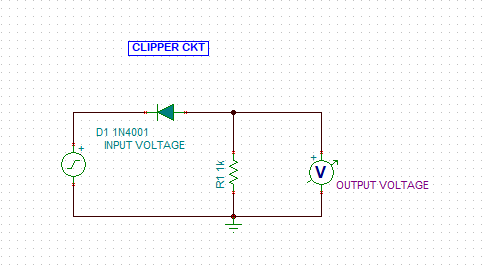 CLIPPER CKT
D1 1N4001
INPUT VOLTAGE
R1 1k
+
+
V
OUTPUT VOLTAGE